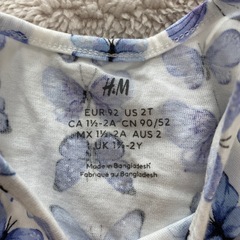 H&M
EUR 92 US 2T
CA 1½-2A CN 90/52
MX 1½-2A AUS 2
UK 1½-2Y
Made in Bangladesh
Fabriqué au Bangladesh